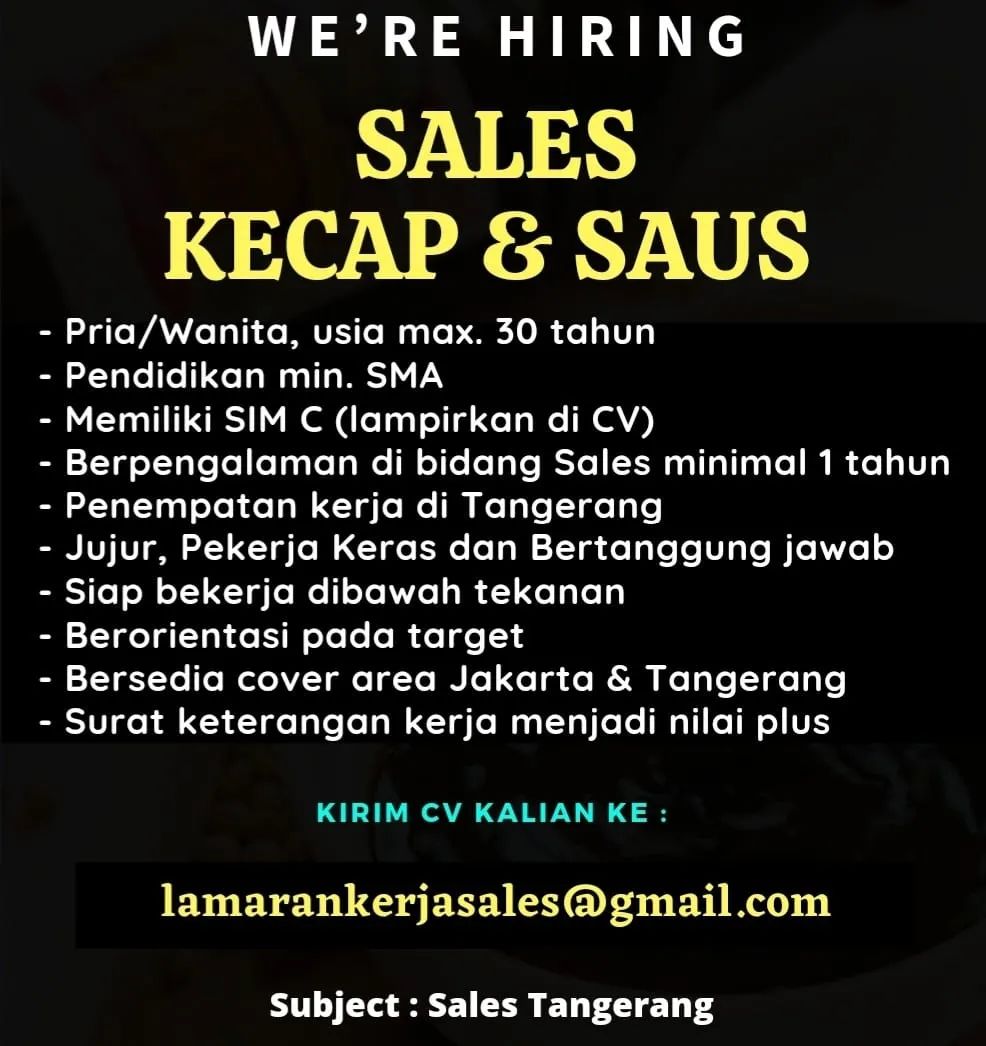 WE’RE HIRING
SALES
KECAP & SAUS
- Pria/Wanita, usia max. 30 tahun
- Pendidikan min. SMA
- Memiliki SIM C (lampirkan di CV)
- Berpengalaman di bidang Sales minimal 1 tahun
- Penempatan kerja di Tangerang
- Jujur, Pekerja Keras dan Bertanggung jawab
- Siap bekerja dibawah tekanan
- Berorientasi pada target
- Bersedia cover area Jakarta & Tangerang
- Surat keterangan kerja menjadi nilai plus
KIRIM CV KALIAN KE :
lamarankerjasales@gmail.com
Subject : Sales Tangerang